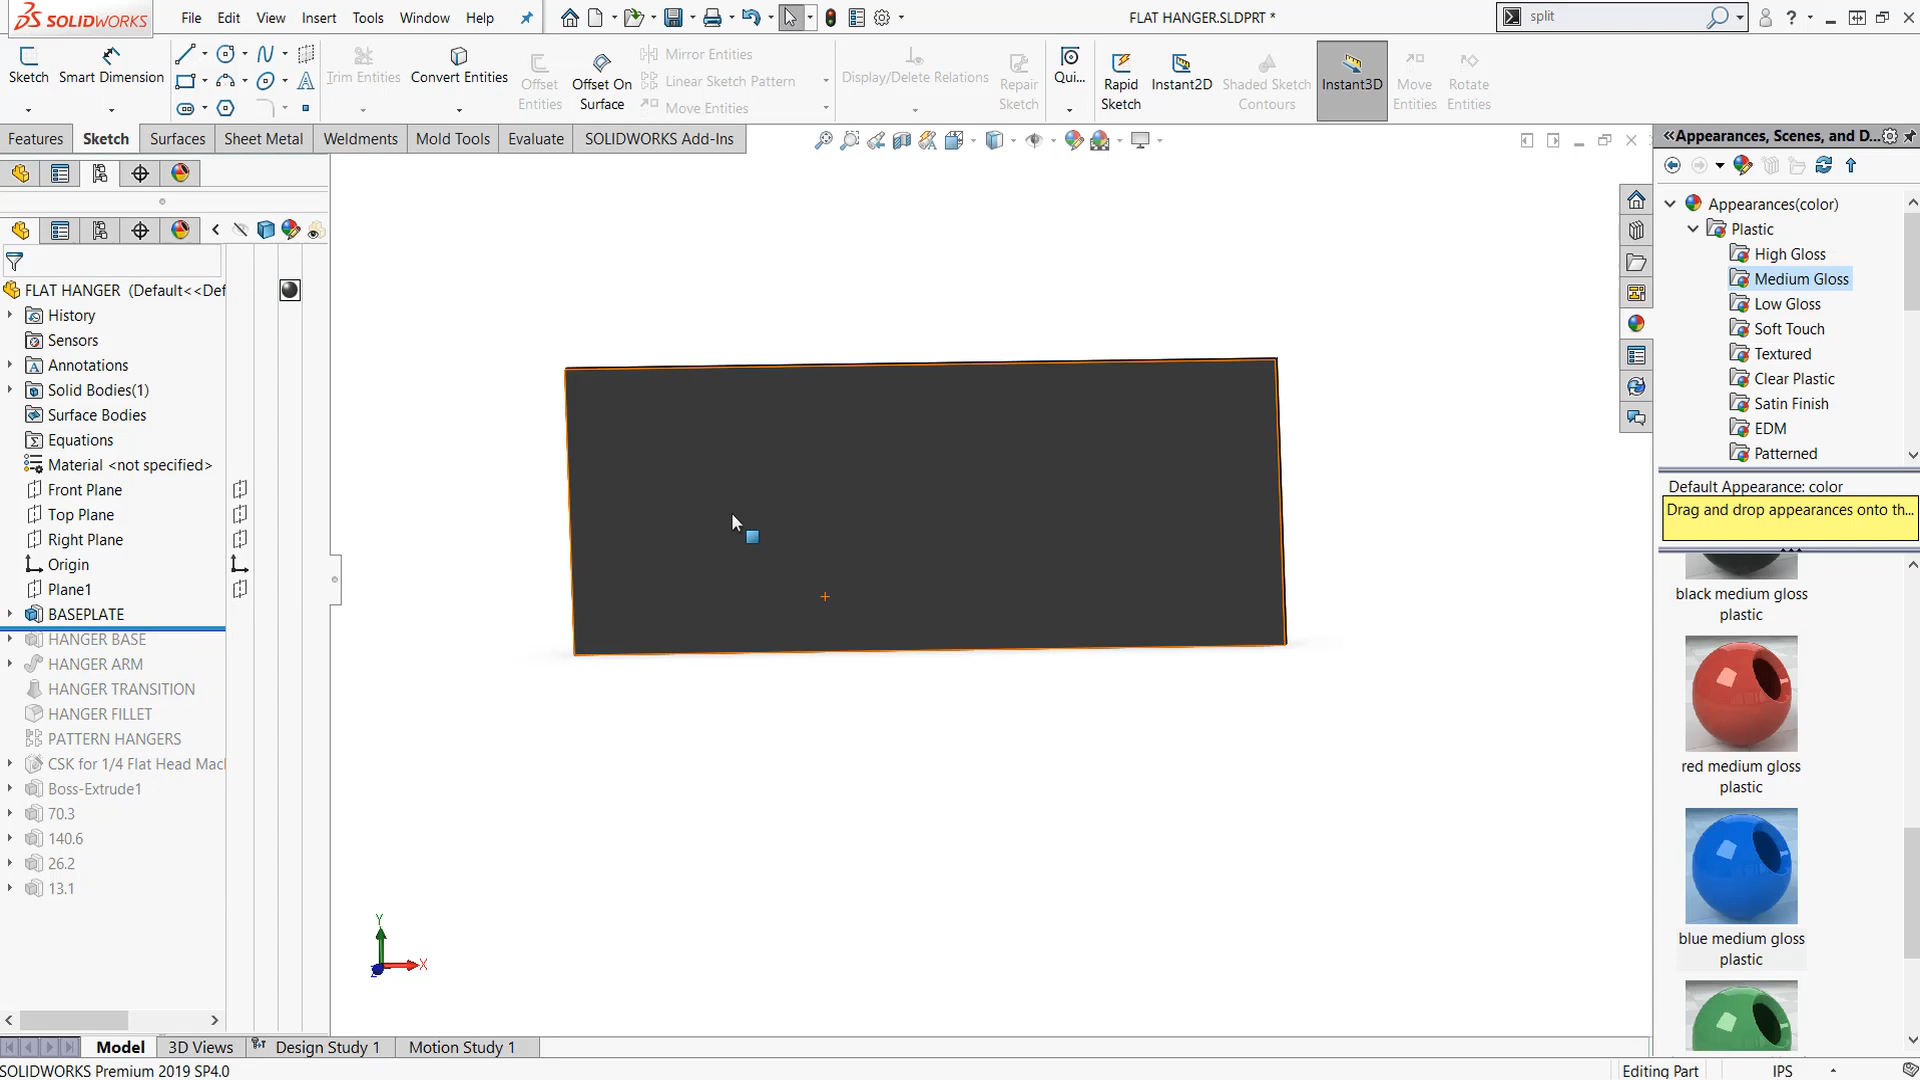 SOLIDWORKS
File
Edit
View
Insert
Tools
Window
Help
FLAT HANGER.SLDPRT *
split
Sketch
Smart Dimension
Trim Entities
Convert Entities
Offset
Entities
Offset On
Surface
Mirror Entities
Linear Sketch Pattern
Move Entities
Display/Delete Relations
Repair
Sketch
Qui...
Rapid
Sketch
Instant2D
Shaded Sketch
Contours
Instant3D
Move
Entities
Rotate
Entities
Features
Sketch
Surfaces
Sheet Metal
Weldments
Mold Tools
Evaluate
SOLIDWORKS Add-Ins
Appearances, Scenes, and D...
FLAT HANGER (Default<<Def
History
Sensors
Annotations
Solid Bodies(1)
Surface Bodies
Equations
Material <not specified>
Front Plane
Top Plane
Right Plane
Origin
Plane1
BASEPLATE
HANGER BASE
HANGER ARM
HANGER TRANSITION
HANGER FILLET
PATTERN HANGERS
CSK for 1/4 Flat Head Mac
Boss-Extrude1
70.3
140.6
26.2
13.1
Y
X
Z
Appearances(color)
Plastic
High Gloss
Medium Gloss
Low Gloss
Soft Touch
Textured
Clear Plastic
Satin Finish
EDM
Patterned
Default Appearance: color
Drag and drop appearances onto th...
black medium gloss
plastic
red medium gloss
plastic
blue medium gloss
plastic
Model
3D Views
Design Study 1
Motion Study 1
SOLIDWORKS Premium 2019 SP4.0
Editing Part
IPS